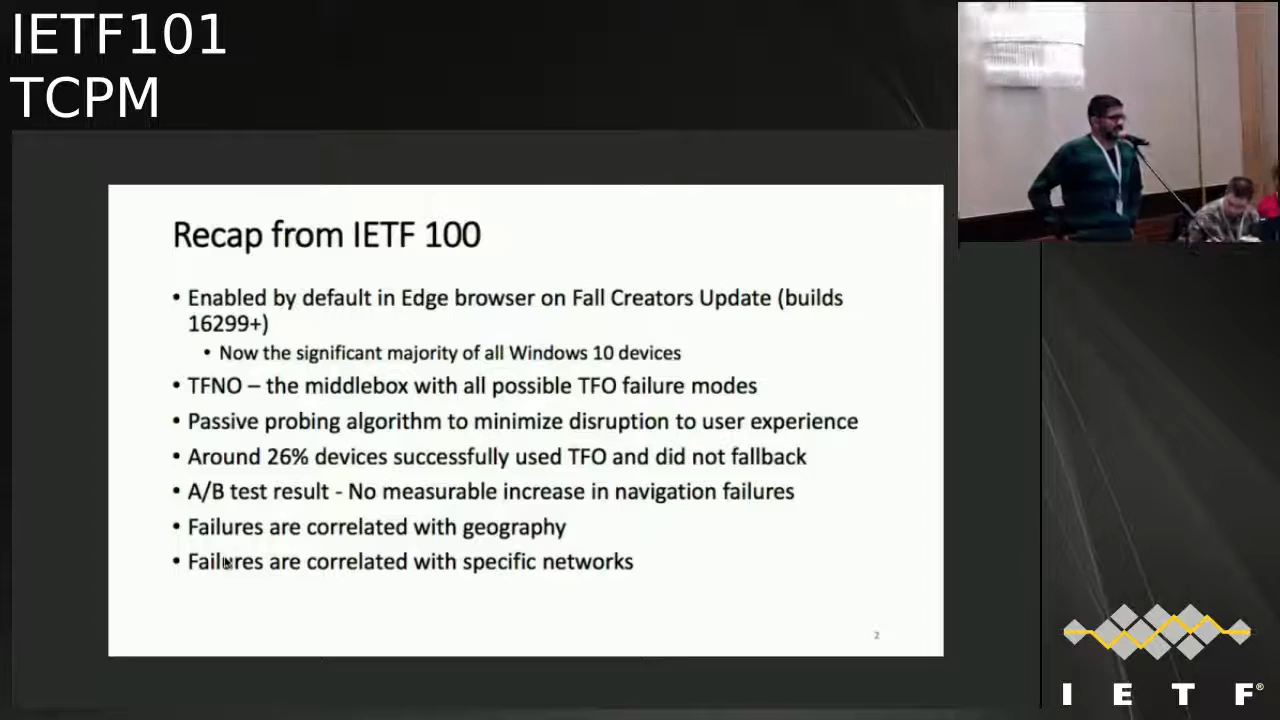 IETF101
TCPM
Recap from IETF 100
• Enabled by default in Edge browser on Fall Creators Update (builds
16299+)
• Now the significant majority of all Windows 10 devices
• TFNO – the middlebox with all possible TFO failure modes
• Passive probing algorithm to minimize disruption to user experience
• Around 26% devices successfully used TFO and did not fallback
• A/B test result - No measurable increase in navigation failures
• Failures are correlated with geography
• Failures are correlated with specific networks
2
I E T F®